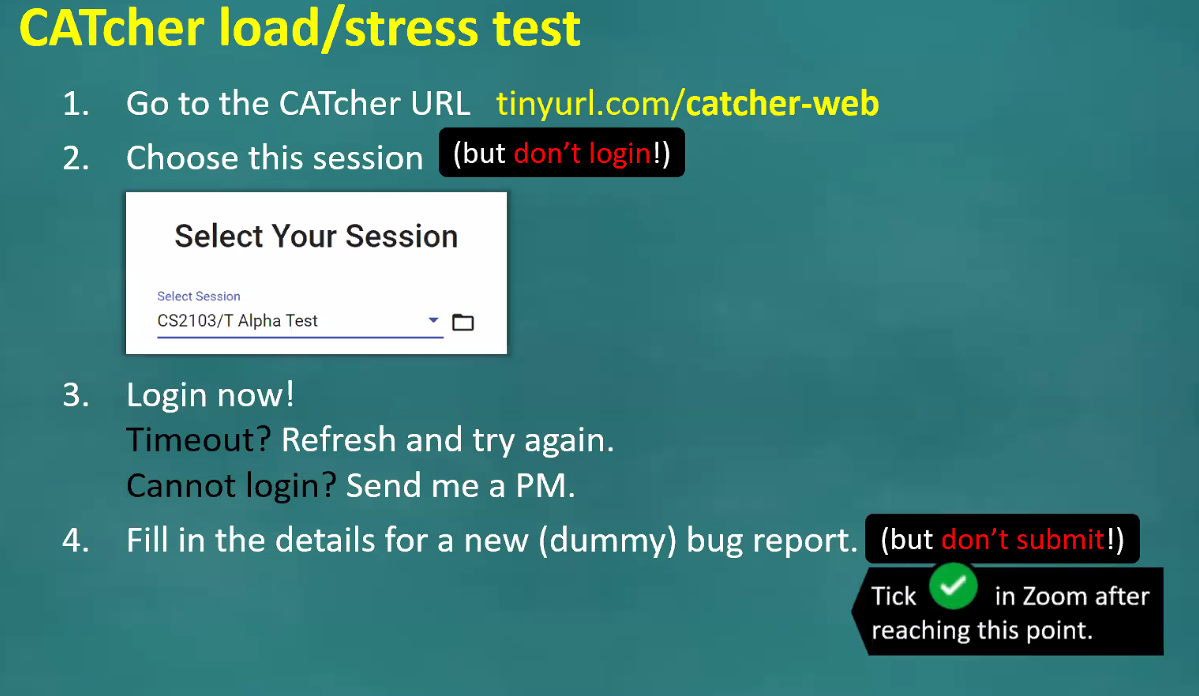 CATcher load/stress test
1. Go to the CATcher URL tinyurl.com/catcher-web
2. Choose this session (but don't login!)
Select Your Session
Select Session
CS2103/T Alpha Test
3. Login now!
Timeout? Refresh and try again.
Cannot login? Send me a PM.
4. Fill in the details for a new (dummy) bug report. (but don't submit!)
Tick in Zoom after
reaching this point.